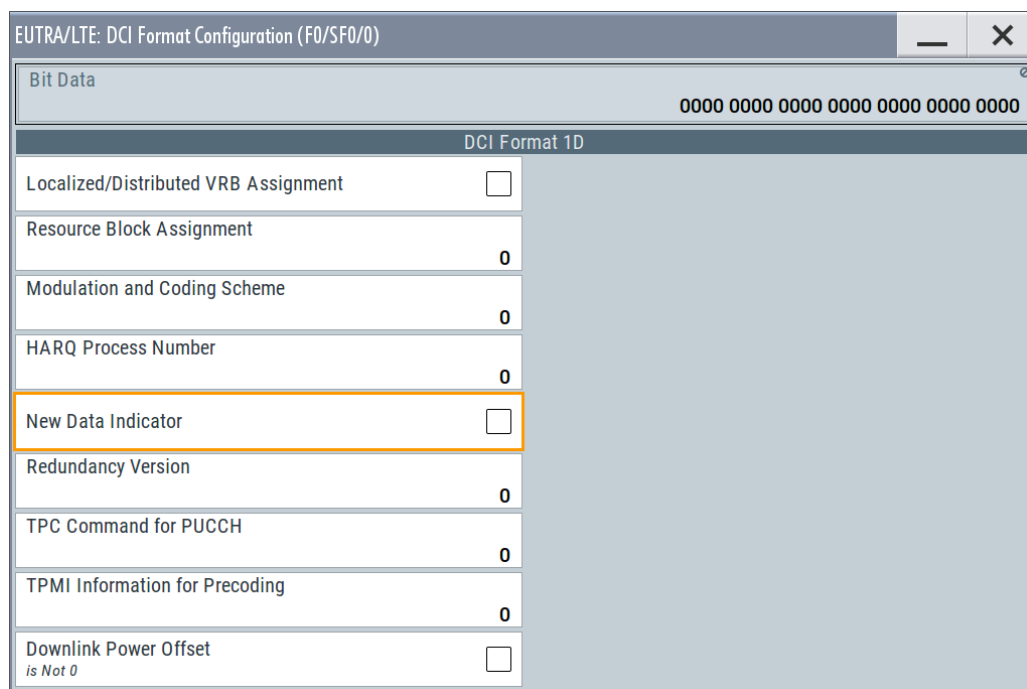 EUTRA/LTE: DCI Format Configuration (F0/SF0/0)
Bit Data
0000 0000 0000 0000 0000 0000 0000
DCI Format 1D
Localized/Distributed VRB Assignment
Resource Block Assignment
0
Modulation and Coding Scheme
0
HARQ Process Number
0
New Data Indicator
Redundancy Version
0
TPC Command for PUCCH
0
TPMI Information for Precoding
0
Downlink Power Offset
is Not 0